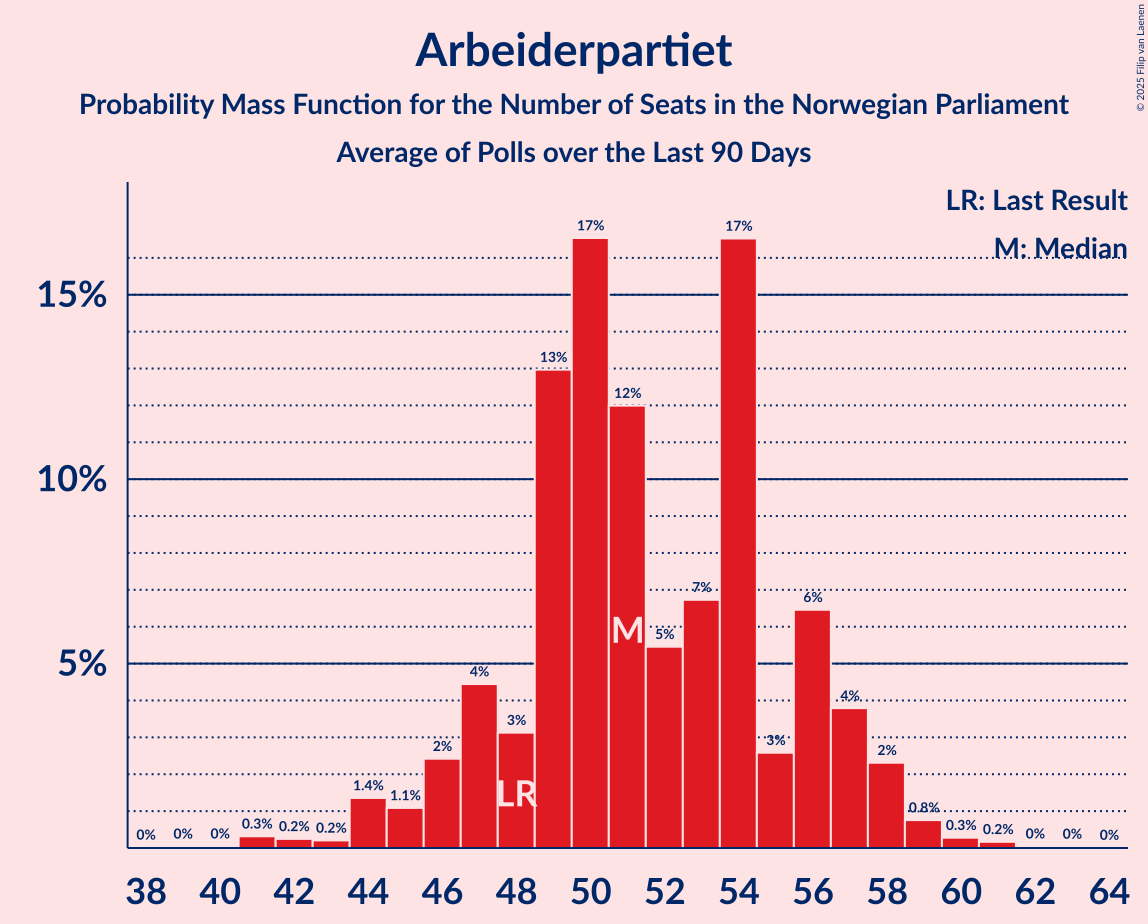 Arbeiderpartiet
Probability Mass Function for the Number of Seats in the Norwegian Parliament
Average of Polls over the Last 90 Days
© 2025 Filip van Laenen
LR: Last Result
M: Median
15%
10%
5%
0% 0% 0% 0.3% 0.2% 0.2% 1.4% 1.1% 2% 4% 3% 13% 17% 12% 5% 7% 17% 3% 6% 4% 2% 0.8% 0.3% 0.2% 0% 0% 0%
M
LR
38 40 42 44 46 48 50 52 54 56 58 60 62 64